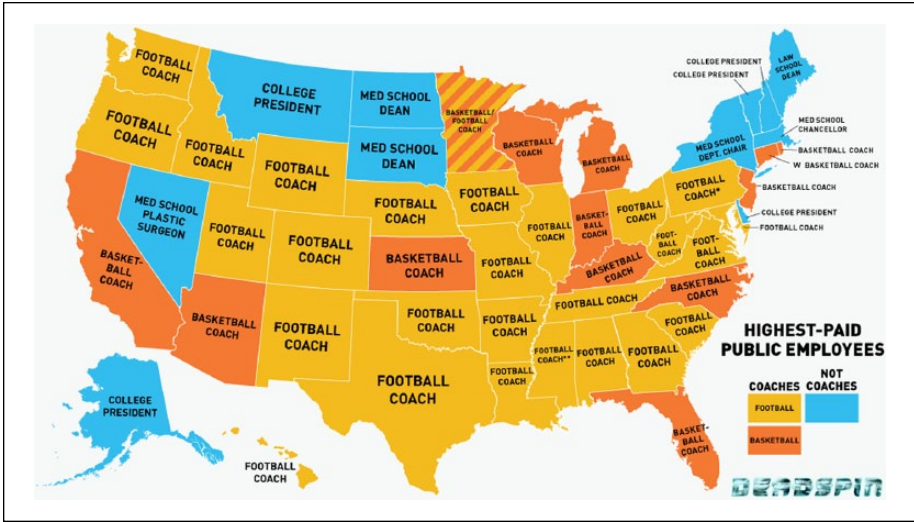 FOOTBALL
COACH
COLLEGE
PRESIDENT
MED SCHOOL
DEAN
BASKETBALL/
FOOTBALL
COACH
COLLEGE PRESIDENT
COLLEGE PRESIDENT
LAW
SCHOOL
DEAN
FOOTBALL
COACH
FOOTBALL
COACH
FOOTBALL
COACH
MED SCHOOL
DEAN
BASKETBALL
COACH
BASKETBALL
COACH
MED SCHOOL
DEPT. CHAIR
MED SCHOOL
CHANCELLOR
BASKETBALL COACH
W BASKETBALL COACH
BASKETBALL COACH
COLLEGE PRESIDENT
FOOTBALL COACH
MED SCHOOL
PLASTIC
SURGEON
FOOTBALL
COACH
FOOTBALL
COACH
FOOTBALL
COACH
FOOTBALL
COACH
FOOTBALL
COACH
BASKET-
BALL
COACH
FOOTBALL
COACH
FOOTBALL
COACH*
BASKET-
BALL
COACH
BASKETBALL
COACH
FOOTBALL
COACH
BASKETBALL
COACH
FOOT-
BALL
COACH
FOOT-
BALL
COACH
BASKETBALL
COACH
FOOTBALL
COACH
FOOTBALL
COACH
FOOTBALL
COACH
FOOTBALL COACH
BASKETBALL
COACH
FOOTBALL
COACH
FOOTBALL
COACH
FOOTBALL
COACH
FOOTBALL
COACH**
FOOTBALL
COACH
FOOTBALL
COACH
FOOTBALL
COACH
BASKET-
BALL
COACH
COLLEGE
PRESIDENT
FOOTBALL
COACH
HIGHEST-PAID
PUBLIC EMPLOYEES
COACHES
NOT
COACHES
FOOTBALL
BASKETBALL
DEADSPIN